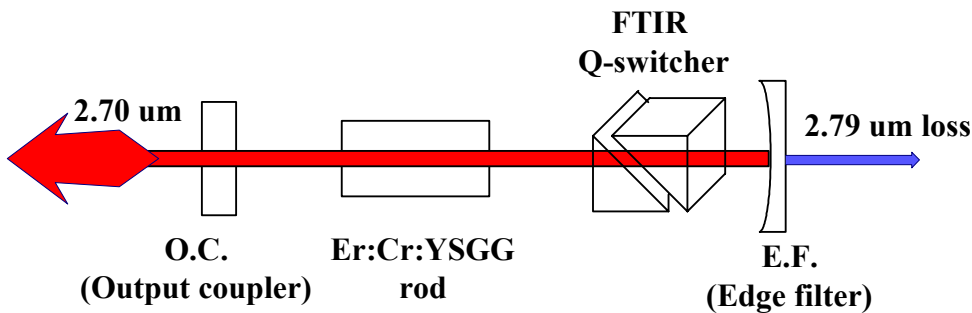 FTIR
Q-switcher
2.70 um
2.79 um loss
O.C.
(Output coupler)
Er:Cr:YSGG
rod
E.F.
(Edge filter)